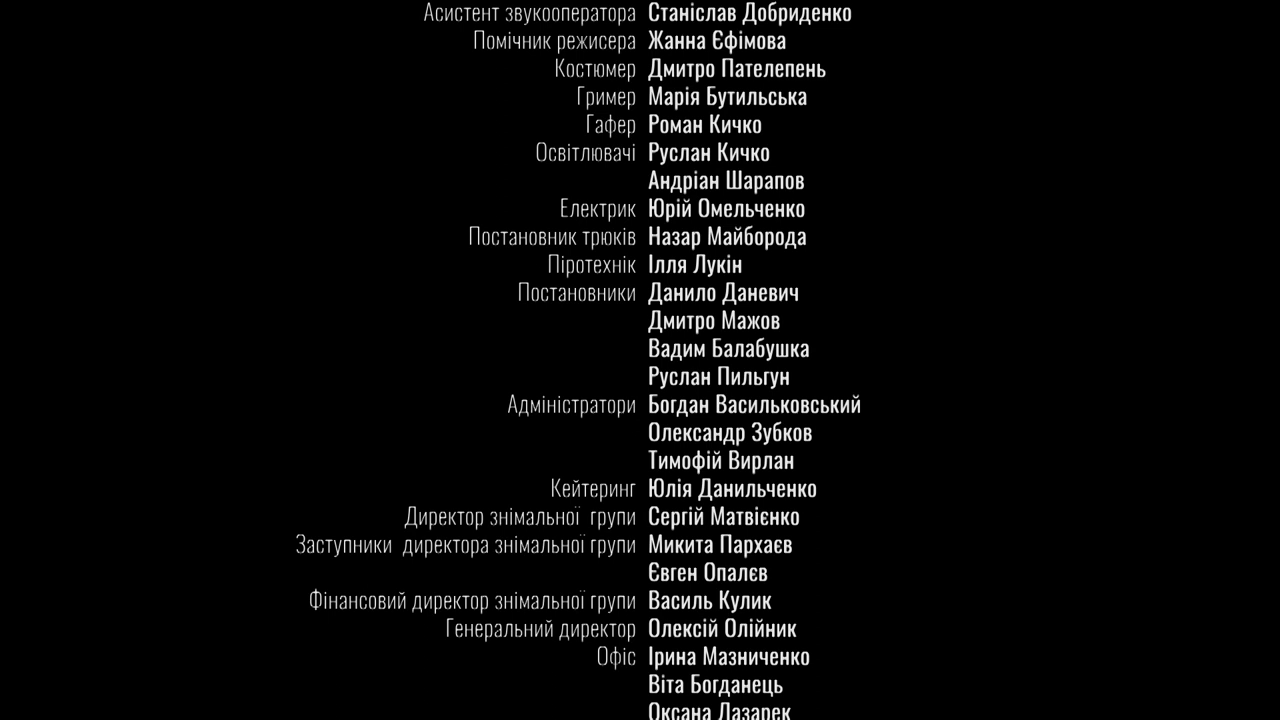 Асистент звукооператора Станіслав Добриденко
Помічник режисера Жанна Єфімова
Костюмер Дмитро Пателепень
Гример Марія Бутильська
Гафер Роман Кичко
Освітлювачі Руслан Кичко
Андріан Шарапов
Електрик Юрій Омельченко
Постановник трюків Назар Майборода
Піротехнік Ілля Лукін
Постановники Данило Даневич
Дмитро Мажов
Вадим Балабушка
Руслан Пильгун
Адміністратори Богдан Васильковський
Олександр Зубков
Тимофій Вирлан
Кейтеринг Юлія Данильченко
Директор знімальної групи Сергій Матвієнко
Заступники директора знімальної групи Микита Пархаєв
Євген Опалєв
Фінансовий директор знімальної групи Василь Кулик
Генеральний директор Олексій Олійник
Офіс Ірина Мазниченко
Віта Богданець
Оксана Лазарек